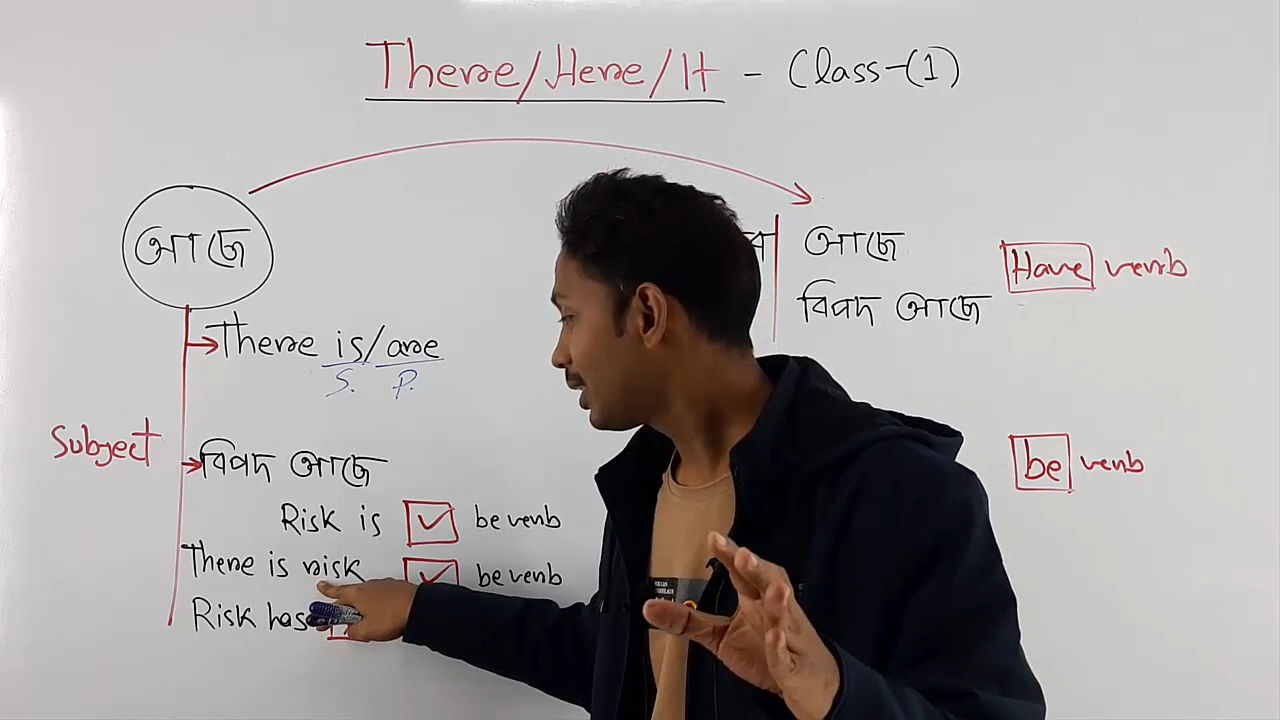 There/Here/It - Class-(1)
আছে
আছে
Have verb
বিপদ আছে
There is/are
S. P.
Subject
be verb
বিপদ আছে
Risk is be verb
There is risk be verb
Risk has